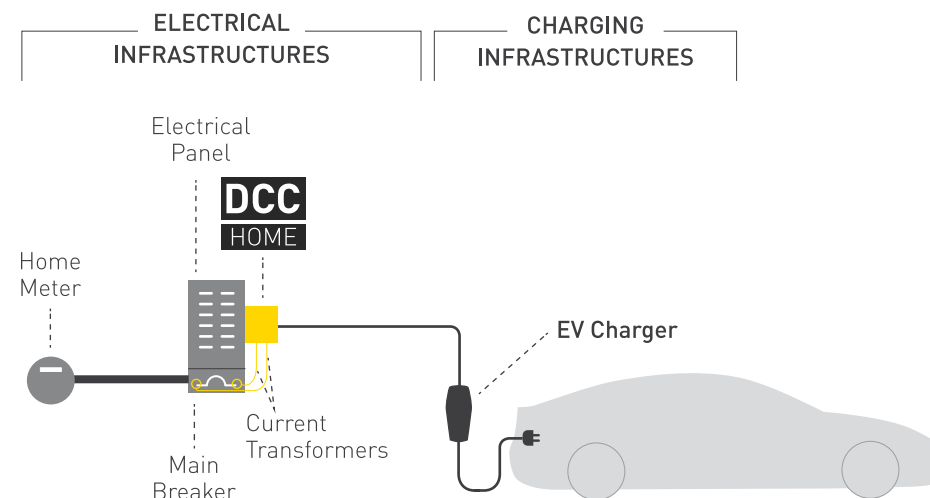 ELECTRICAL
INFRASTRUCTURES
CHARGING
INFRASTRUCTURES
Electrical
Panel
DCC
HOME
Home
Meter
EV Charger
Current
Transformers
Main
Breaker